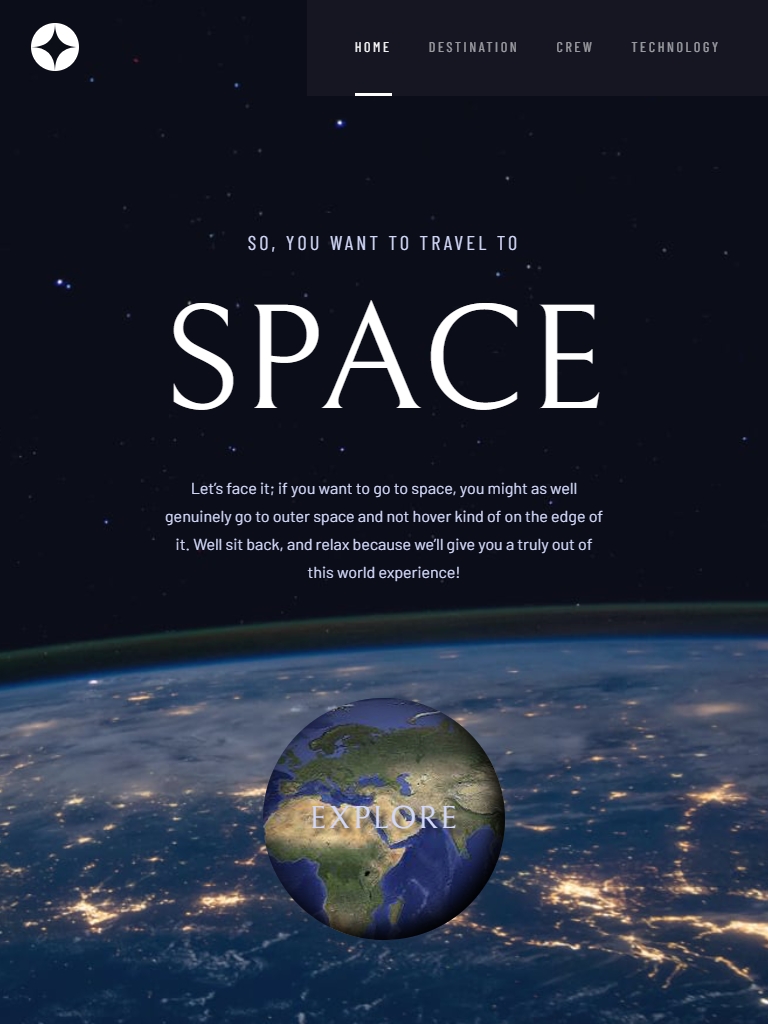 HOME DESTINATION CREW TECHNOLOGY
SO, YOU WANT TO TRAVEL TO
SPACE
Let’s face it; if you want to go to space, you might as well
genuinely go to outer space and not hover kind of on the edge of
it. Well sit back, and relax because we’ll give you a truly out of
this world experience!
EXPLORE